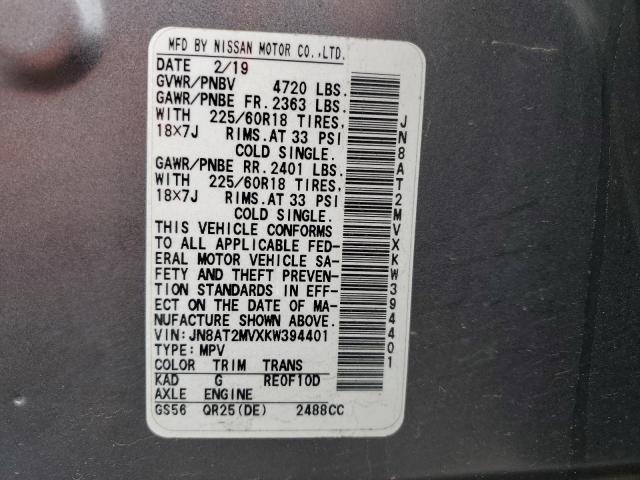 MFD BY NISSAN MOTOR CO.,LTD.
DATE 2/19
GVWR/PNBV 4720 LBS.
GAWR/PNBE FR. 2363 LBS.
WITH 225/60R18 TIRES,
18×7J RIMS. AT 33 PSI
COLD SINGLE.
GAWR/PNBE RR. 2401 LBS.
WITH 225/60R18 TIRES,
18×7J RIMS. AT 33 PSI
COLD SINGLE.
THIS VEHICLE CONFORMS
TO ALL APPLICABLE FED-
ERAL MOTOR VEHICLE SA-
FETY AND THEFT PREVEN-
TION STANDARDS IN EFF-
ECT ON THE DATE OF MA-
NUFACTURE SHOWN ABOVE.
VIN: JN8AT2MVXKW394401
TYPE: MPV
COLOR TRIM TRANS
KAD G RE0F10D
AXLE ENGINE
GS56 QR25(DE) 2488CC
JN8AT2MVXKW394401